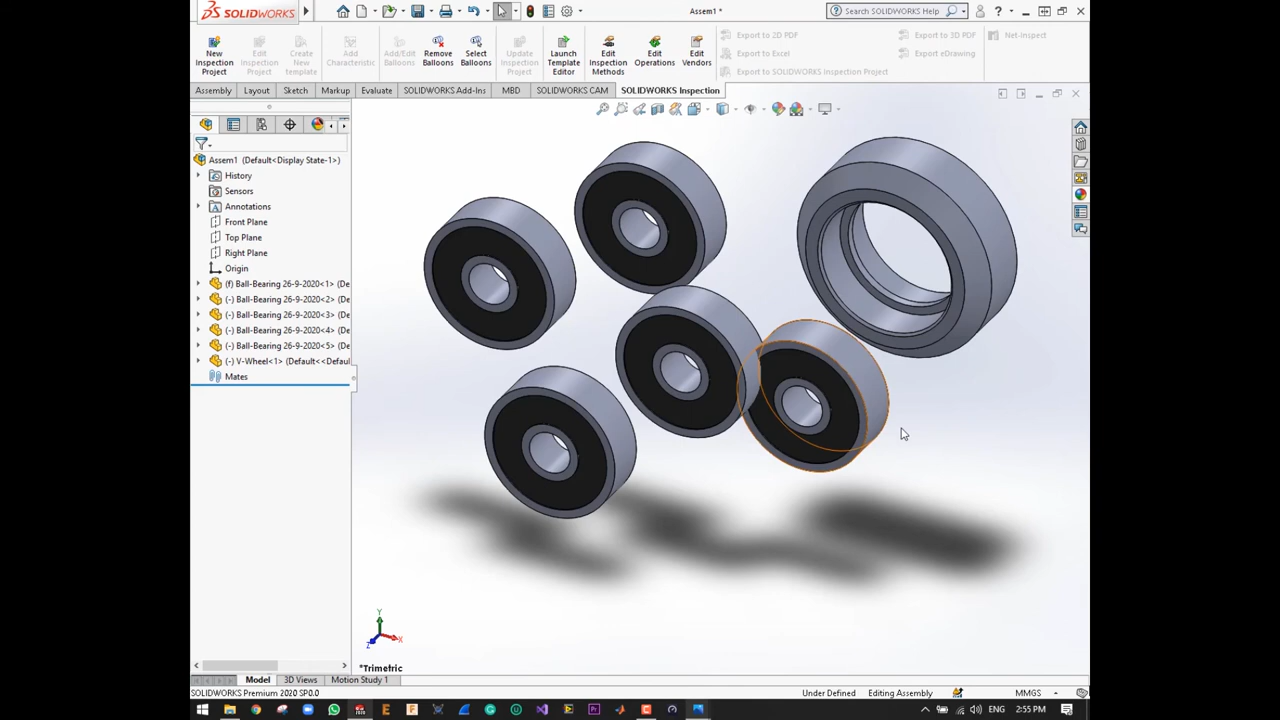 SOLIDWORKS
Assem1 *
Search SOLIDWORKS Help
New Inspection Project
Edit Inspection Project
Create New template
Add Characteristic
Add/Edit Balloons
Remove Balloons
Select Balloons
Update Inspection Project
Launch Template Editor
Edit Inspection Methods
Edit Operations
Edit Vendors
Export to 2D PDF
Export to Excel
Export to SOLIDWORKS Inspection Project
Export to 3D PDF
Export eDrawing
Net-Inspect
Assembly
Layout
Sketch
Markup
Evaluate
SOLIDWORKS Add-Ins
MBD
SOLIDWORKS CAM
SOLIDWORKS Inspection
Assem1 (Default<Display State-1>)
History
Sensors
Annotations
Front Plane
Top Plane
Right Plane
Origin
(f) Ball-Bearing 26-9-2020<1> (De
(-) Ball-Bearing 26-9-2020<2> (De
(-) Ball-Bearing 26-9-2020<3> (De
(-) Ball-Bearing 26-9-2020<4> (De
(-) Ball-Bearing 26-9-2020<5> (De
(-) V-Wheel<1> (Default<<Defaul
Mates
Y
X
Z
*Trimetric
Model
3D Views
Motion Study 1
SOLIDWORKS Premium 2020 SP0.0
Under Defined
Editing Assembly
MMGS
ENG
2:55 PM